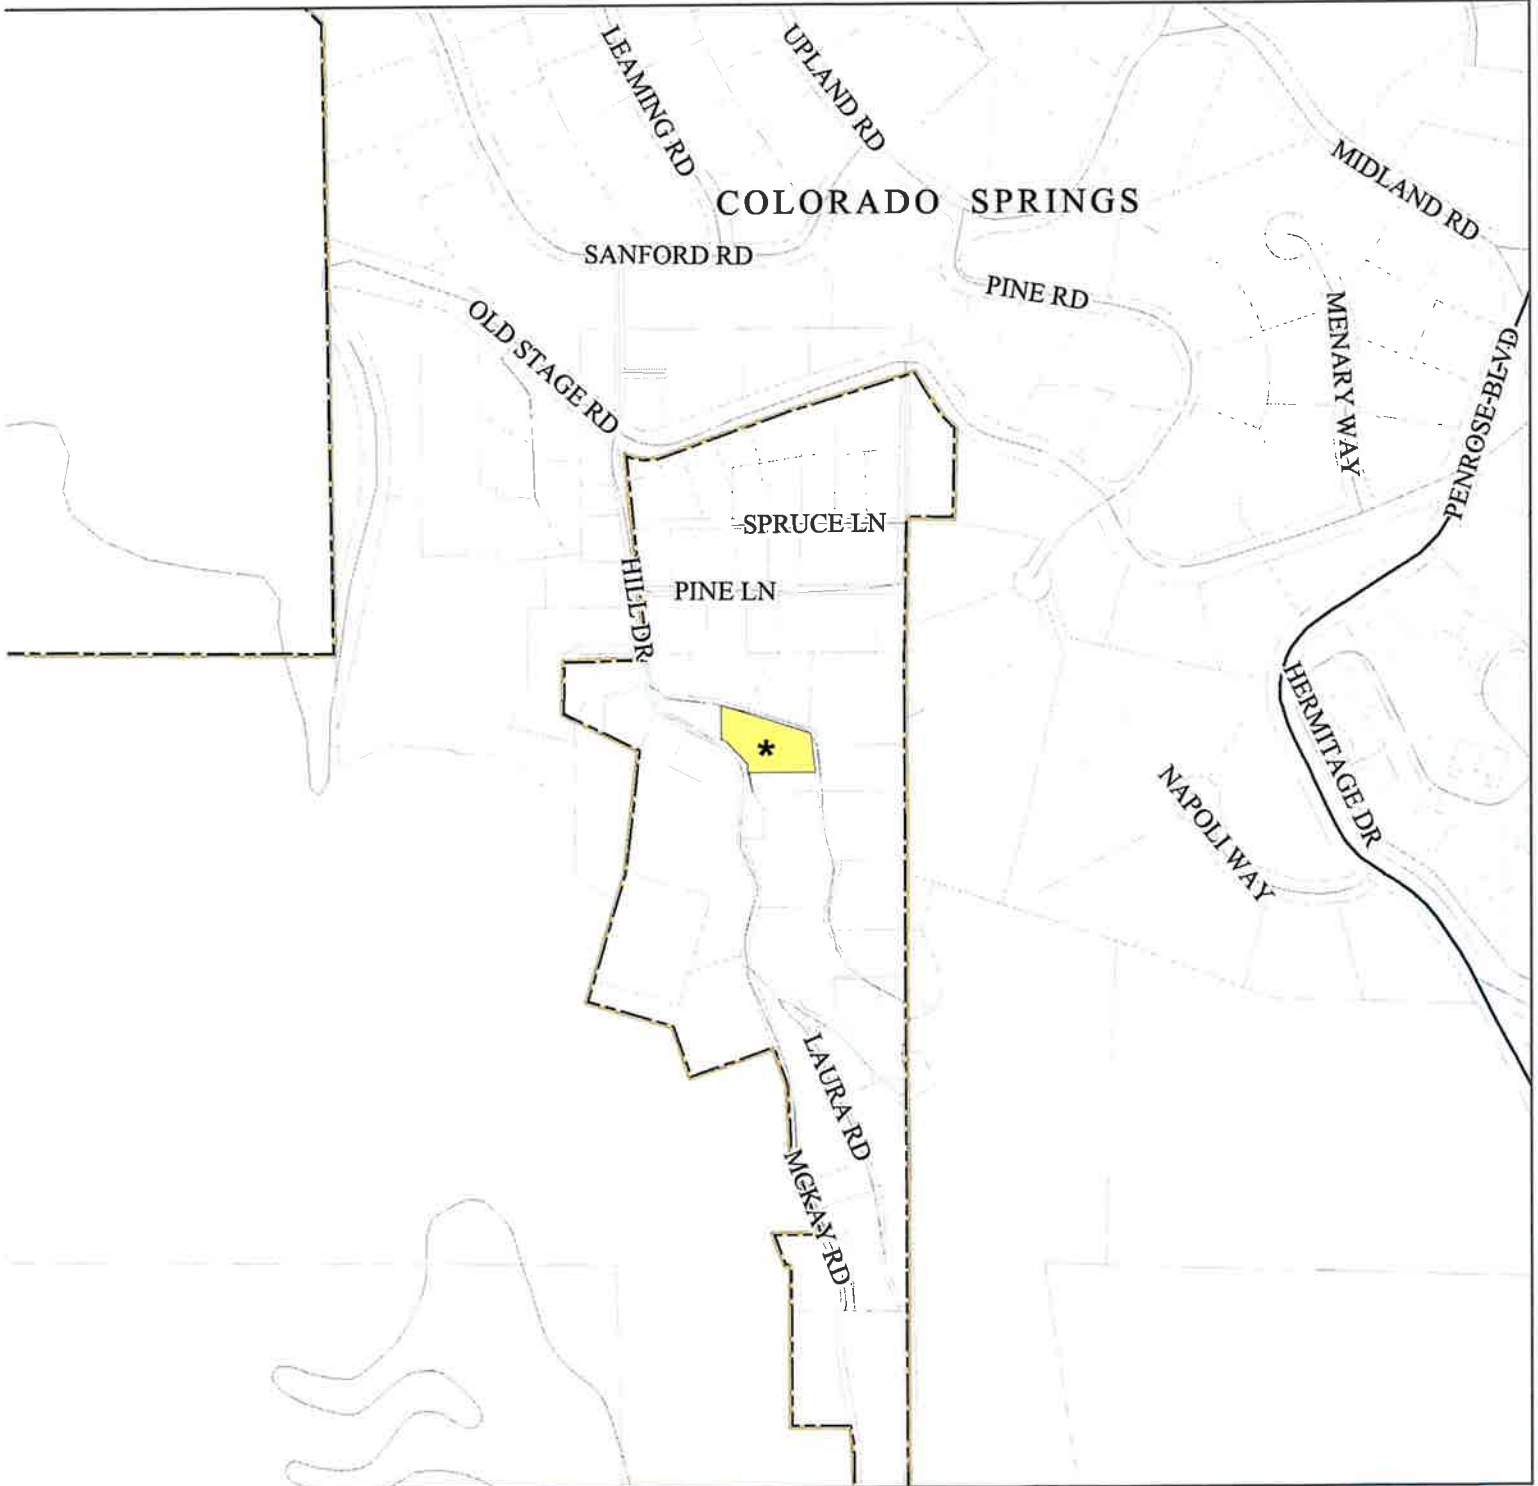 LEAMING RD
UPLAND RD
MIDLAND RD
COLORADO SPRINGS
SANFORD RD
PINE RD
OLD STAGE RD
MENARY WAY
PENROSE BLVD
SPRUCE LN
PINE LN
HILL DR
HERMITAGE DR
*
NAPOLI WAY
LAURA RD
MCKAY RD